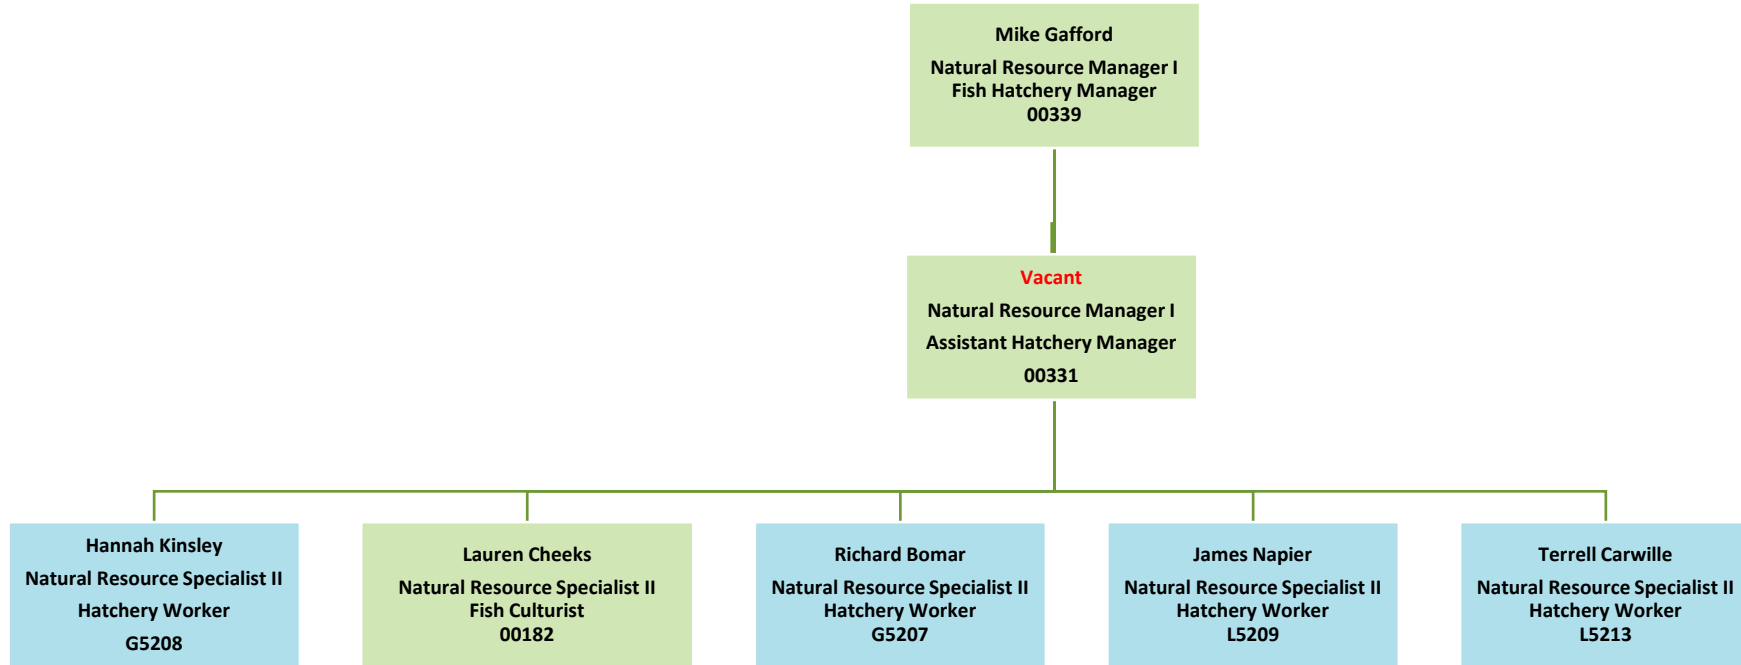 Mike Gafford
Natural Resource Manager I
Fish Hatchery Manager
00339
Vacant
Natural Resource Manager I
Assistant Hatchery Manager
00331
Hannah Kinsley
Natural Resource Specialist II
Hatchery Worker
G5208
Lauren Cheeks
Natural Resource Specialist II
Fish Culturist
00182
Richard Bomar
Natural Resource Specialist II
Hatchery Worker
G5207
James Napier
Natural Resource Specialist II
Hatchery Worker
L5209
Terrell Carwille
Natural Resource Specialist II
Hatchery Worker
L5213